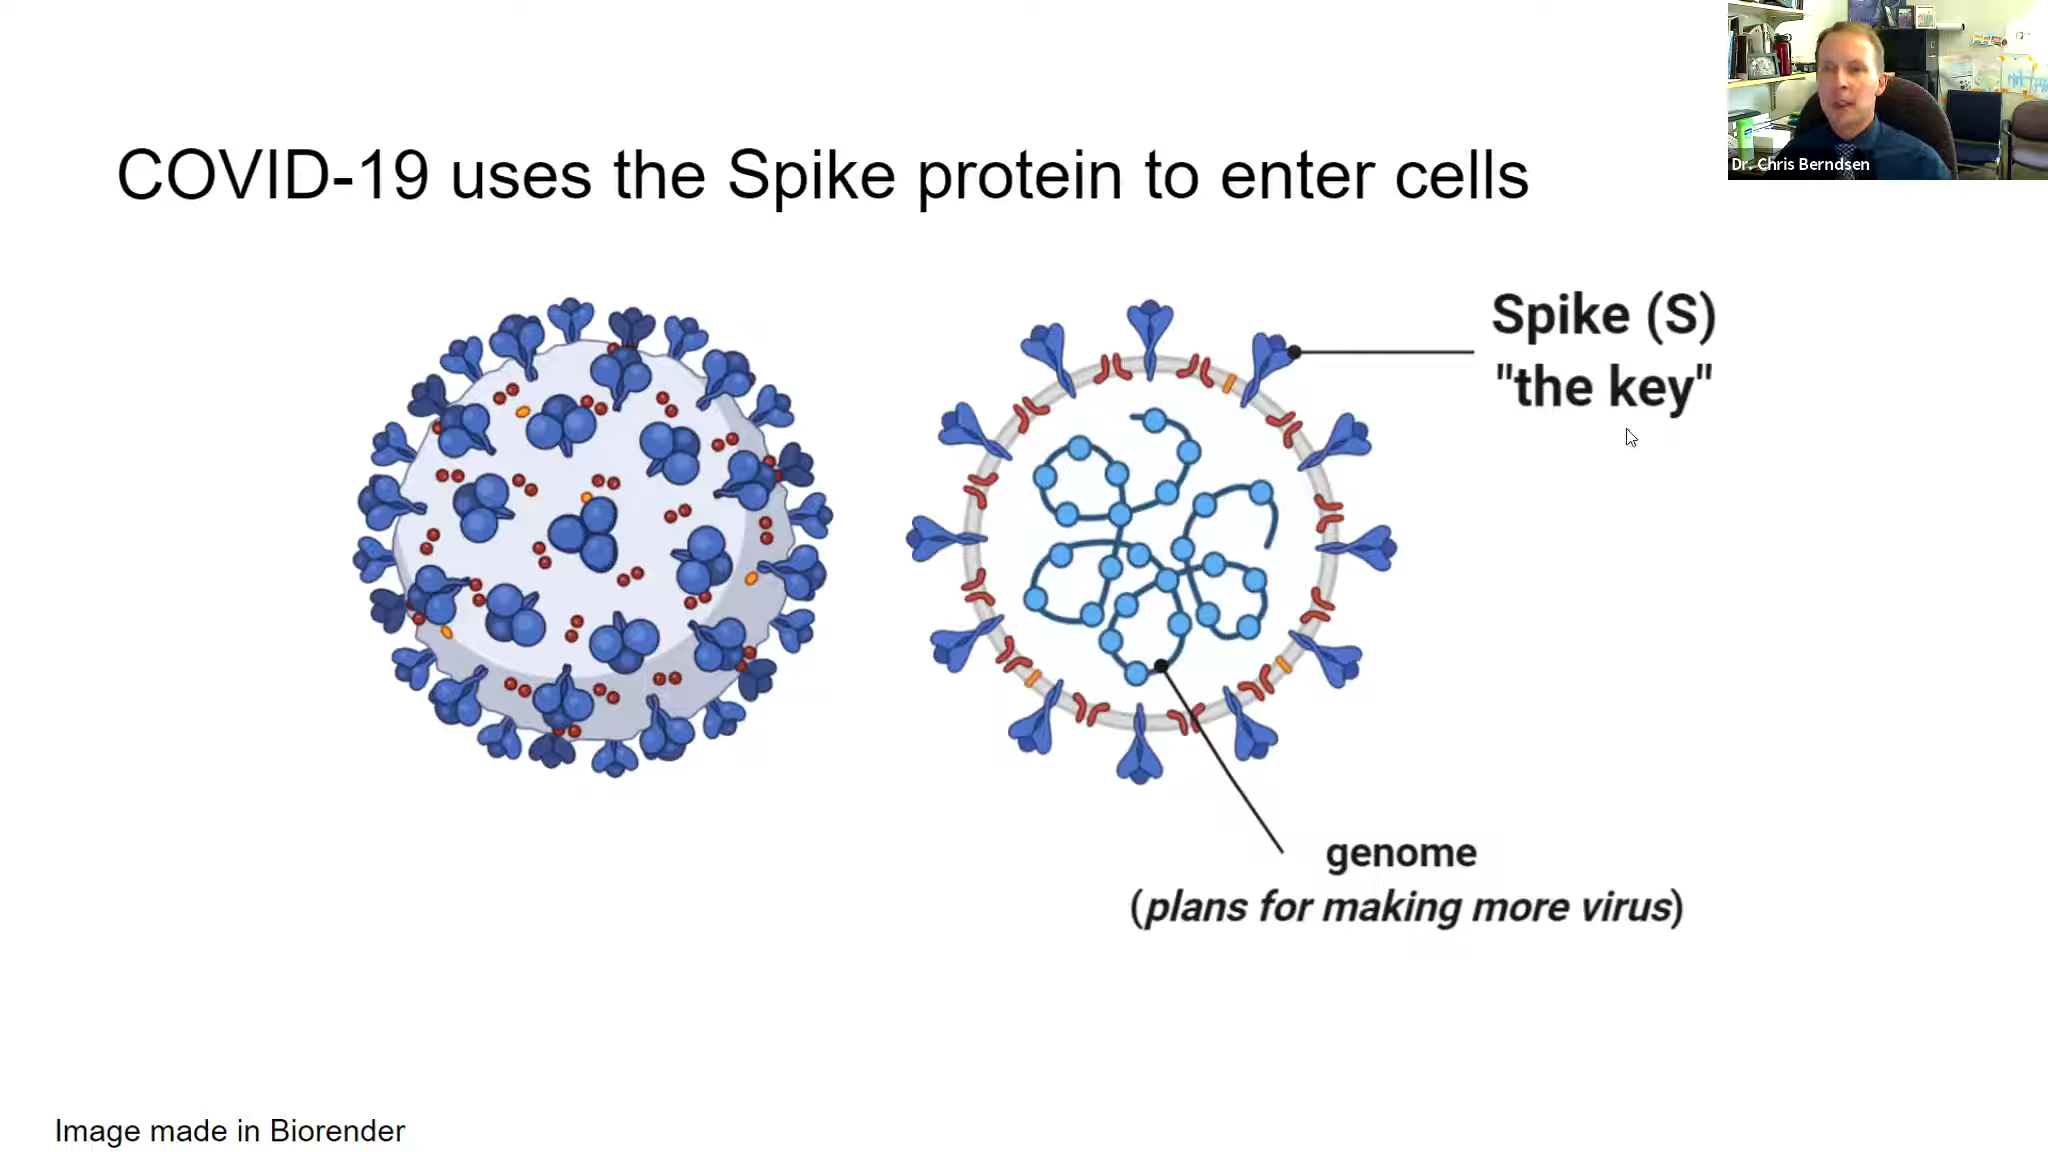 COVID-19 uses the Spike protein to enter cells
Dr. Chris Berndsen
Spike (S)
"the key"
genome
(plans for making more virus)
Image made in Biorender